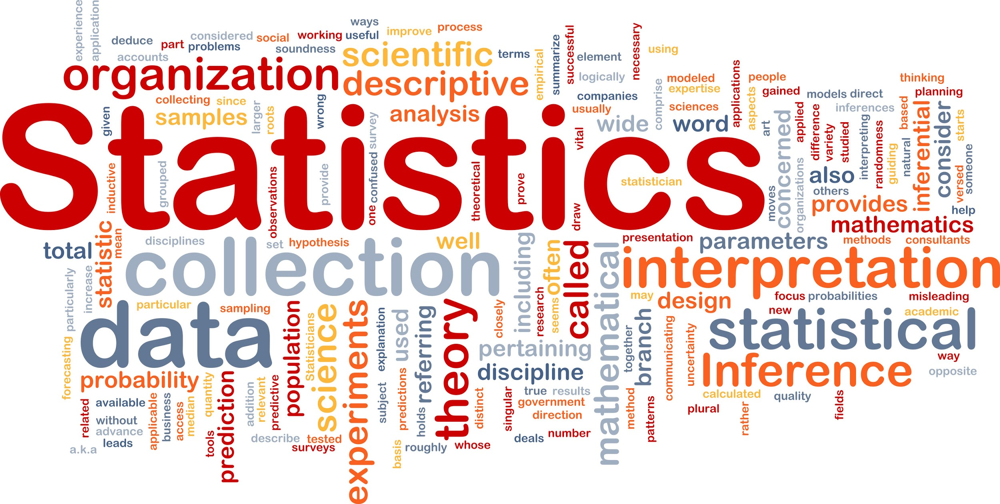 experience
application
deduce
part
considered
problems
accounts
social
working
soundness
ways
useful
improve
process
organization
scientific
descriptive
terms
empirical
summarize
successful
element
logically
necessary
using
companies
usually
comprise
modeled
expertise
sciences
applications
people
aspects
gained
thinking
planning
models
direct
inferences
collecting
since
samples
given
larger
roots
wrong
survey
analysis
vital
wide
word
art
concerned
applied
difference
variety
studied
interpreting
randomness
based
guiding
natural
inferential
consider
starts
someone
versed
Statistics
inductive
grouped
observations
provide
confused
one
theoretical
prove
draw
statistician
moves
organizations
also
others
provides
help
mathematics
methods
consultants
total
statistic
mean
disciplines
set
hypothesis
well
collection
including
often
called
mathematical
presentation
parameters
interpretation
particularly
increase
particular
sampling
closely
research
seems
may
design
focus
probabilities
misleading
data
population
Statisticians
science
experiments
explanation
used
referring
theory
pertaining
discipline
together
branch
communicating
uncertainty
new
academic
statistical
way
opposite
Inference
forecasting
probability
quantity
prediction
addition
relevant
predictive
subject
predictions
holds
distinct
singular
true
results
government
direction
method
patterns
calculated
quality
plural
rather
fields
related
available
without
advance
leads
a.k.a
applicable
business
access
median
tools
describe
tested
surveys
basis
roughly
whose
deals
number